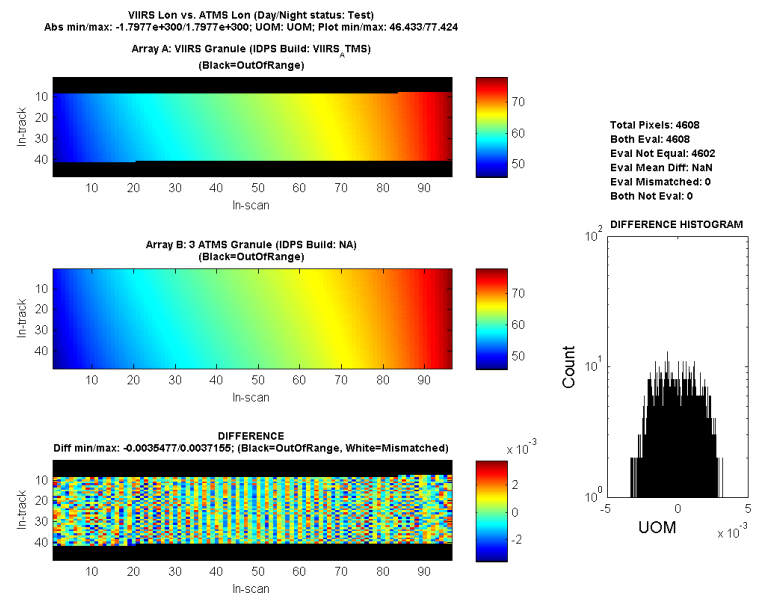 VIIRS Lon vs. ATMS Lon (Day/Night status: Test)
Abs min/max: -1.7977e+300/1.7977e+300; UOM: UOM; Plot min/max: 46.433/77.424
Array A: VIIRS Granule (IDPS Build: VIIRS_ATMS)
(Black=OutOfRange)
In-track
10
20
30
40
10 20 30 40 50 60 70 80 90
In-scan
70
60
50
Array B: 3 ATMS Granule (IDPS Build: NA)
(Black=OutOfRange)
In-track
10
20
30
40
10 20 30 40 50 60 70 80 90
In-scan
70
60
50
DIFFERENCE
Diff min/max: -0.0035477/0.0037155; (Black=OutOfRange, White=Mismatched)
In-track
10
20
30
40
10 20 30 40 50 60 70 80 90
In-scan
x 10^-3
2
0
-2
Total Pixels: 4608
Both Eval: 4608
Eval Not Equal: 4602
Eval Mean Diff: NaN
Eval Mismatched: 0
Both Not Eval: 0
DIFFERENCE HISTOGRAM
Count
10^2
10^1
10^0
-5 0 5
UOM
x 10^-3